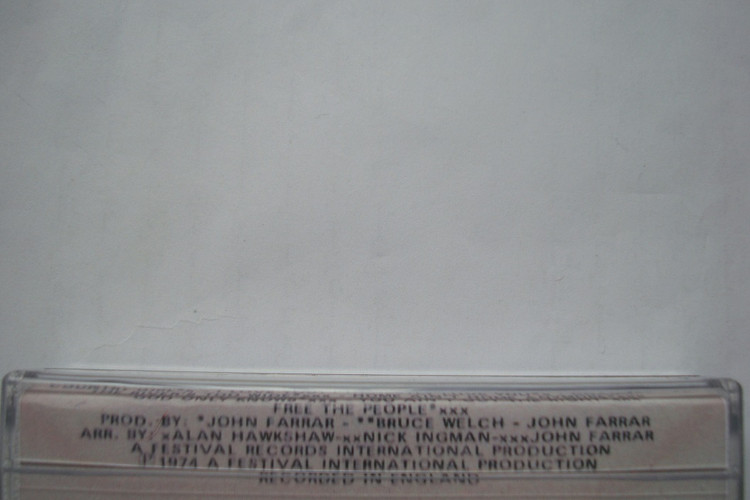 FREE THE PEOPLE*xxx
PROD. BY: *JOHN FARRAR - **BRUCE WELCH - JOHN FARRAR
ARR. BY: xALAN HAWKSHAW-xxNICK INGMAN-xxxJOHN FARRAR
A FESTIVAL RECORDS INTERNATIONAL PRODUCTION
1974 A FESTIVAL INTERNATIONAL PRODUCTION
RECORDED IN ENGLAND